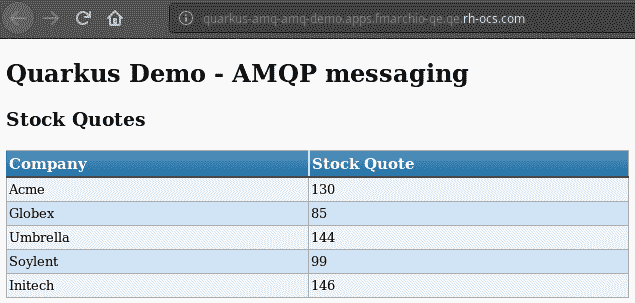 quarkus-amq-amq-demo.apps.fmarchio-qe.qe.rh-ocs.com
Quarkus Demo - AMQP messaging
Stock Quotes
Company Stock Quote
Acme 130
Globex 85
Umbrella 144
Soylent 99
Initech 146